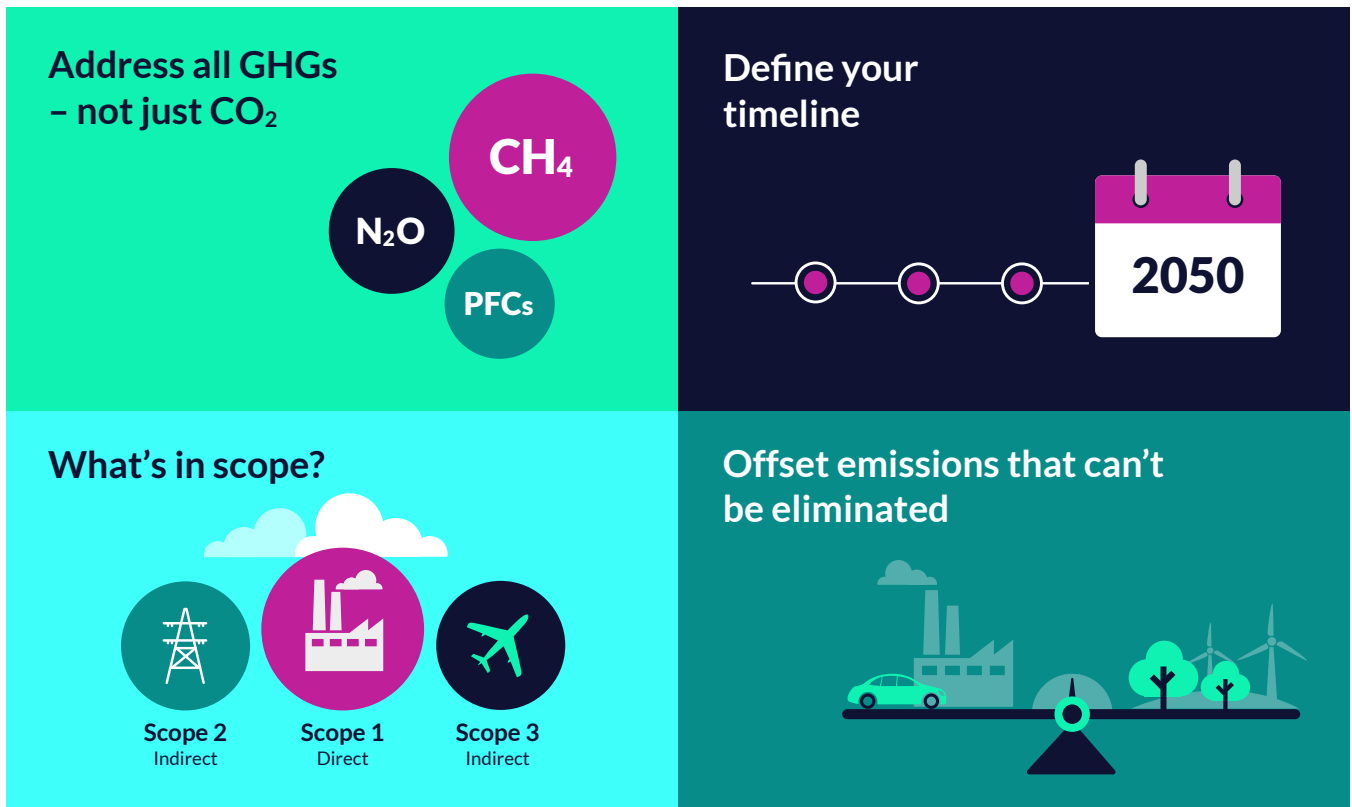 Address all GHGs
– not just CO₂
CH₄
N₂O
PFCs
Define your
timeline
2050
What’s in scope?
Scope 2
Indirect
Scope 1
Direct
Scope 3
Indirect
Offset emissions that can’t
be eliminated